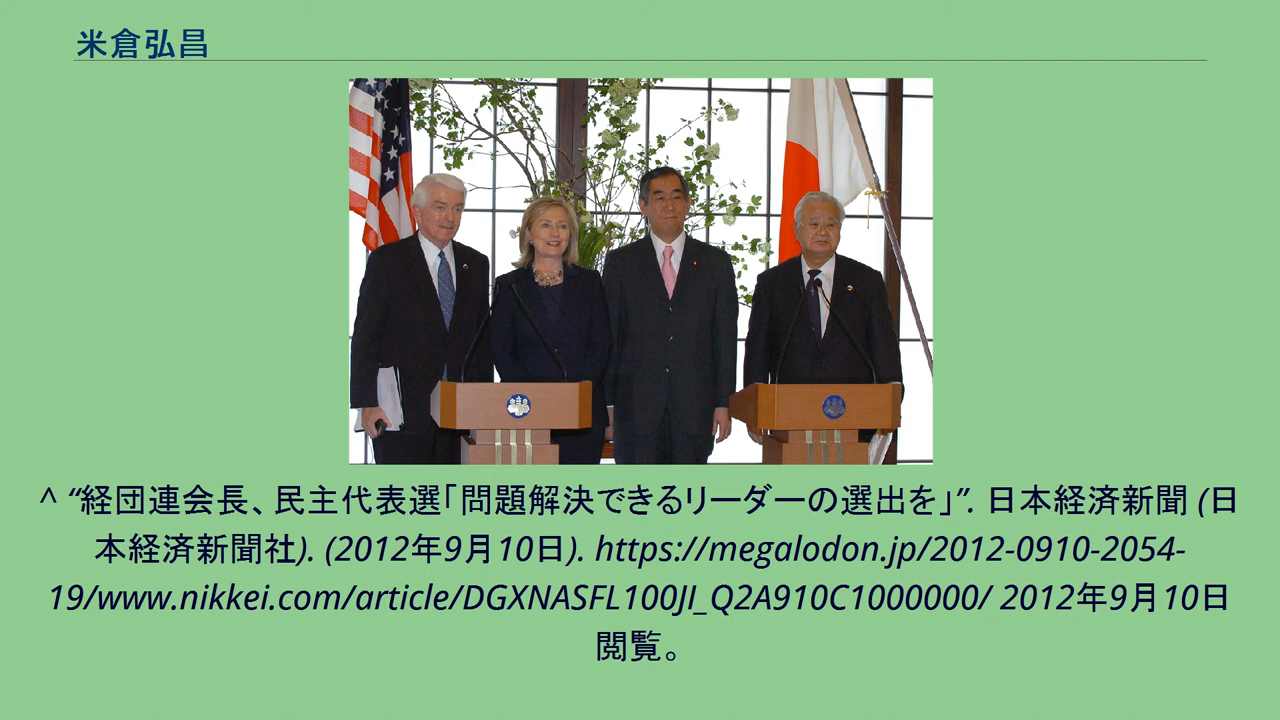 米倉弘昌
^ “経団連会長、民主代表選「問題解決できるリーダーの選出を」”. 日本経済新聞 (日
本経済新聞社). (2012年9月10日). https://megalodon.jp/2012-0910-2054-
19/www.nikkei.com/article/DGXNASFL100JI_Q2A910C1000000/ 2012年9月10日
閲覧。